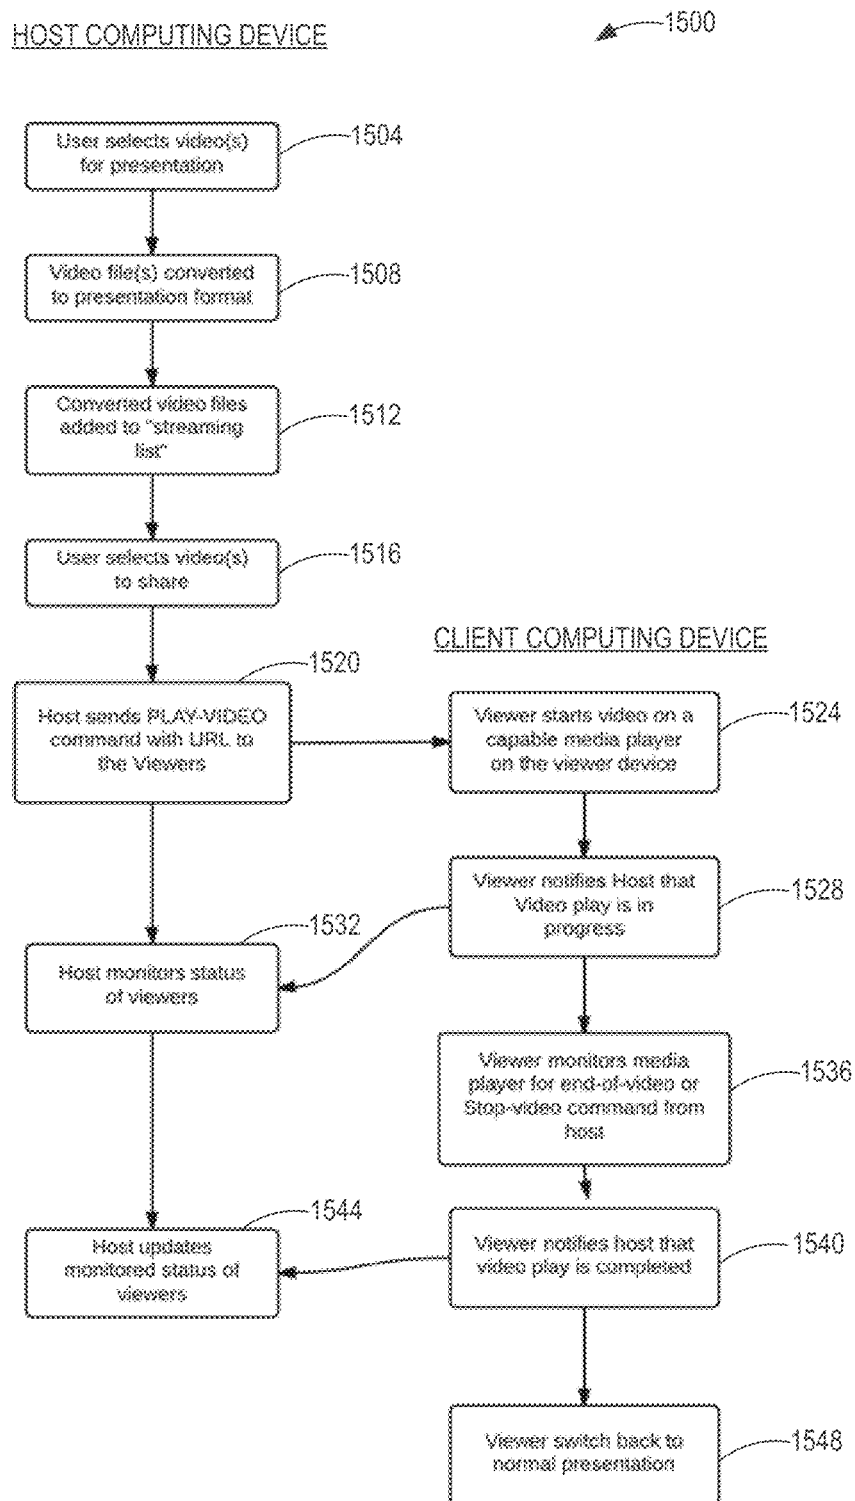 HOST COMPUTING DEVICE
1500
User selects video(s)
for presentation
1504
Video file(s) converted
to presentation format
1508
Converted video files
added to "streaming
list"
1512
User selects video(s)
to share
1516
CLIENT COMPUTING DEVICE
1520
Host sends PLAY-VIDEO
command with URL to
the Viewers
Viewer starts video on a
capable media player
on the viewer device
1524
Viewer notifies Host that
Video play is in
progress
1528
1532
Host monitors status
of viewers
Viewer monitors media
player for end-of-video or
Stop-video command from
host
1536
1544
Host updates
monitored status of
viewers
Viewer notifies host that
video play is completed
1540
Viewer switch back to
normal presentation
1548